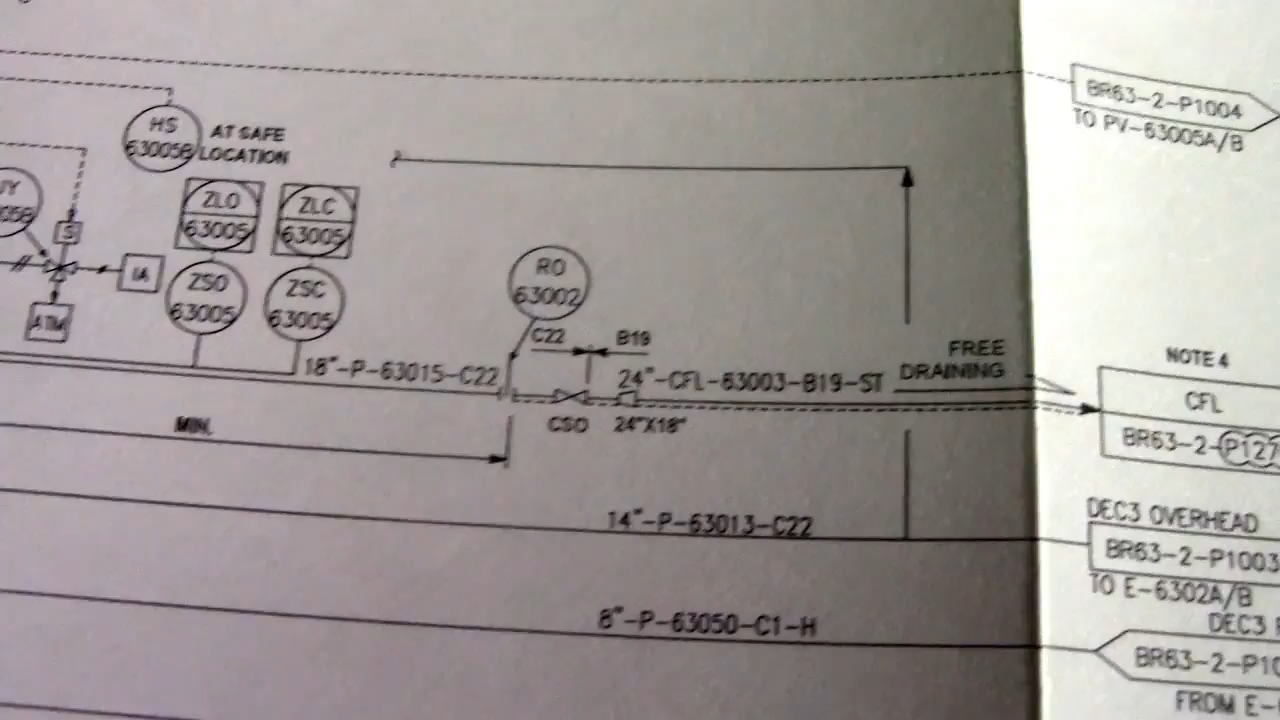 BR63-2-P1004
TO PV-63005A/B
HS
63005B
AT SAFE
LOCATION
ZLO
63005
ZLC
63005
S
IA
ATM
ZSO
63005
ZSC
63005
RO
63002
C22
B19
18"-P-63015-C22
24"-CFL-63003-B19-ST
FREE
DRAINING
NOTE 4
CFL
BR63-2-P127
MIN.
CSO
24"X18"
14"-P-63013-C22
DEC3 OVERHEAD
BR63-2-P1003
TO E-6302A/B
8"-P-63050-C1-H
DEC3
BR63-2-P10
FROM E-